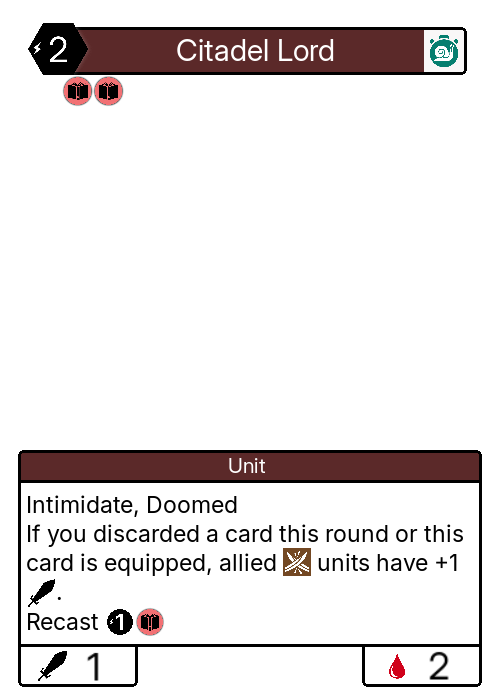 2 Citadel Lord
Unit
Intimidate, Doomed
If you discarded a card this round or this
card is equipped, allied units have +1
.
Recast 1
1 2